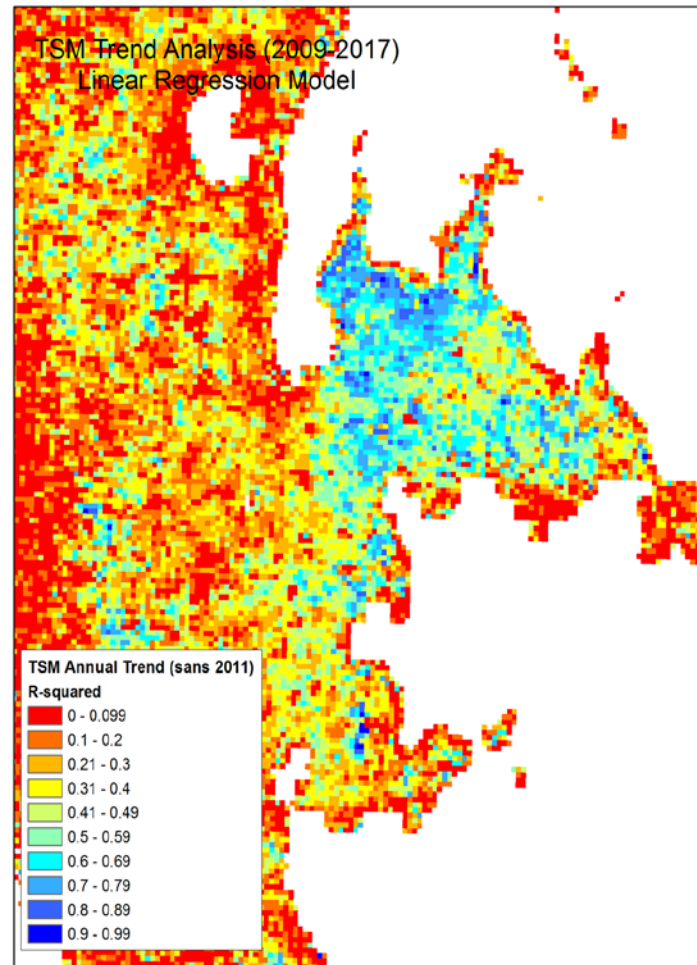 TSM Trend Analysis (2009-2017)
Linear Regression Model
TSM Annual Trend (sans 2011)
R-squared
0 - 0.099
0.1 - 0.2
0.21 - 0.3
0.31 - 0.4
0.41 - 0.49
0.5 - 0.59
0.6 - 0.69
0.7 - 0.79
0.8 - 0.89
0.9 - 0.99